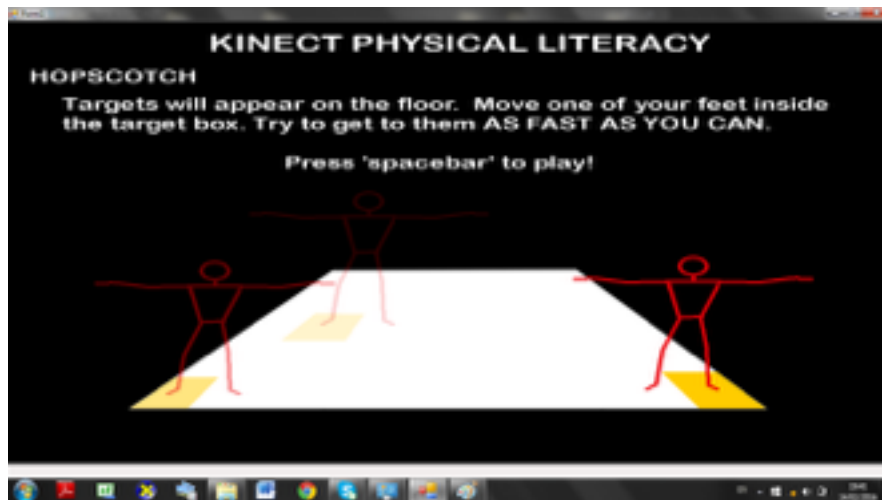 KINECT PHYSICAL LITERACY
HOPSCOTCH
Targets will appear on the floor. Move one of your feet inside
the target box. Try to get to them AS FAST AS YOU CAN.
Press 'spacebar' to play!